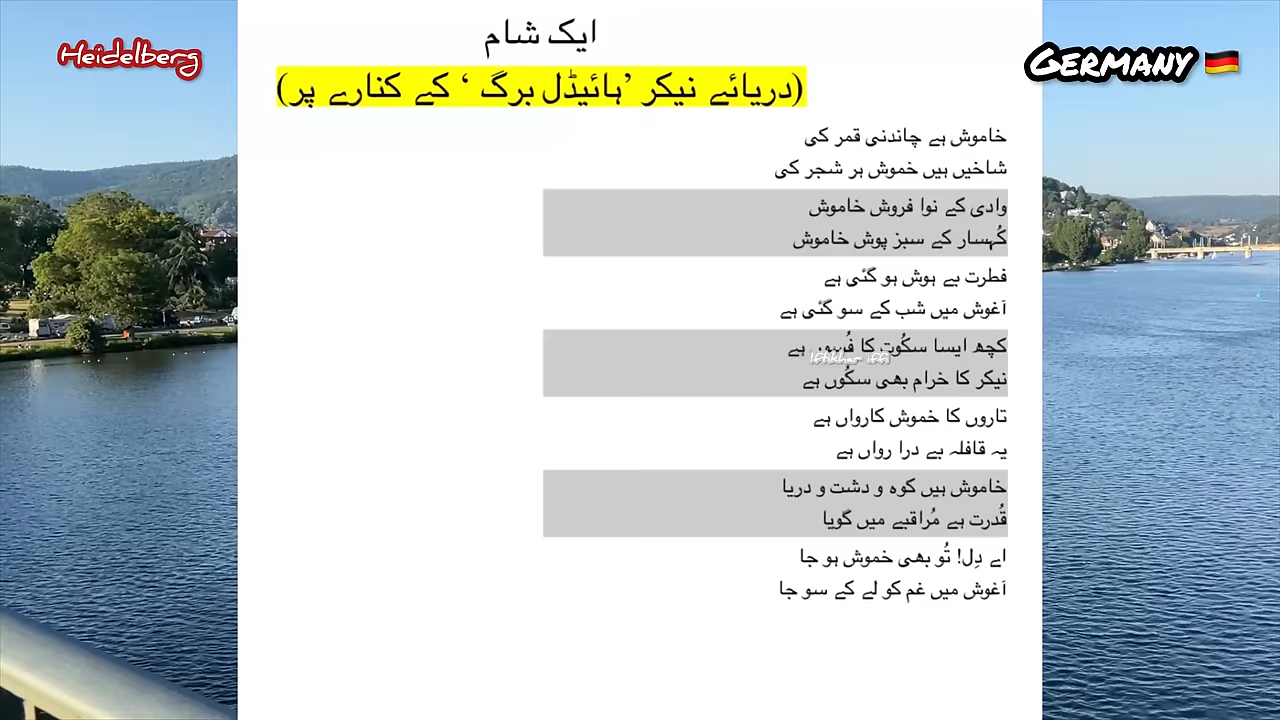 Heidelberg
GERMANY
ایک شام
(دریائے نیکر ’ہائیڈل برگ ‘ کے کنارے پر)
خاموش ہے چاندنی قمر کی
شاخیں ہیں خموش ہر شجر کی
وادی کے نوا فروش خاموش
کُہسار کے سبز پوش خاموش
فطرت بے ہوش ہو گئی ہے
آغوش میں شب کے سو گئی ہے
کچھ ایسا سکُوت کا فُسوں ہے
نیکر کا خرام بھی سکُوں ہے
تاروں کا خموش کارواں ہے
یہ قافلہ بے درا رواں ہے
خاموش ہیں کوہ و دشت و دریا
قُدرت ہے مُراقبے میں گویا
اے دِل! تُو بھی خموش ہو جا
آغوش میں غم کو لے کے سو جا